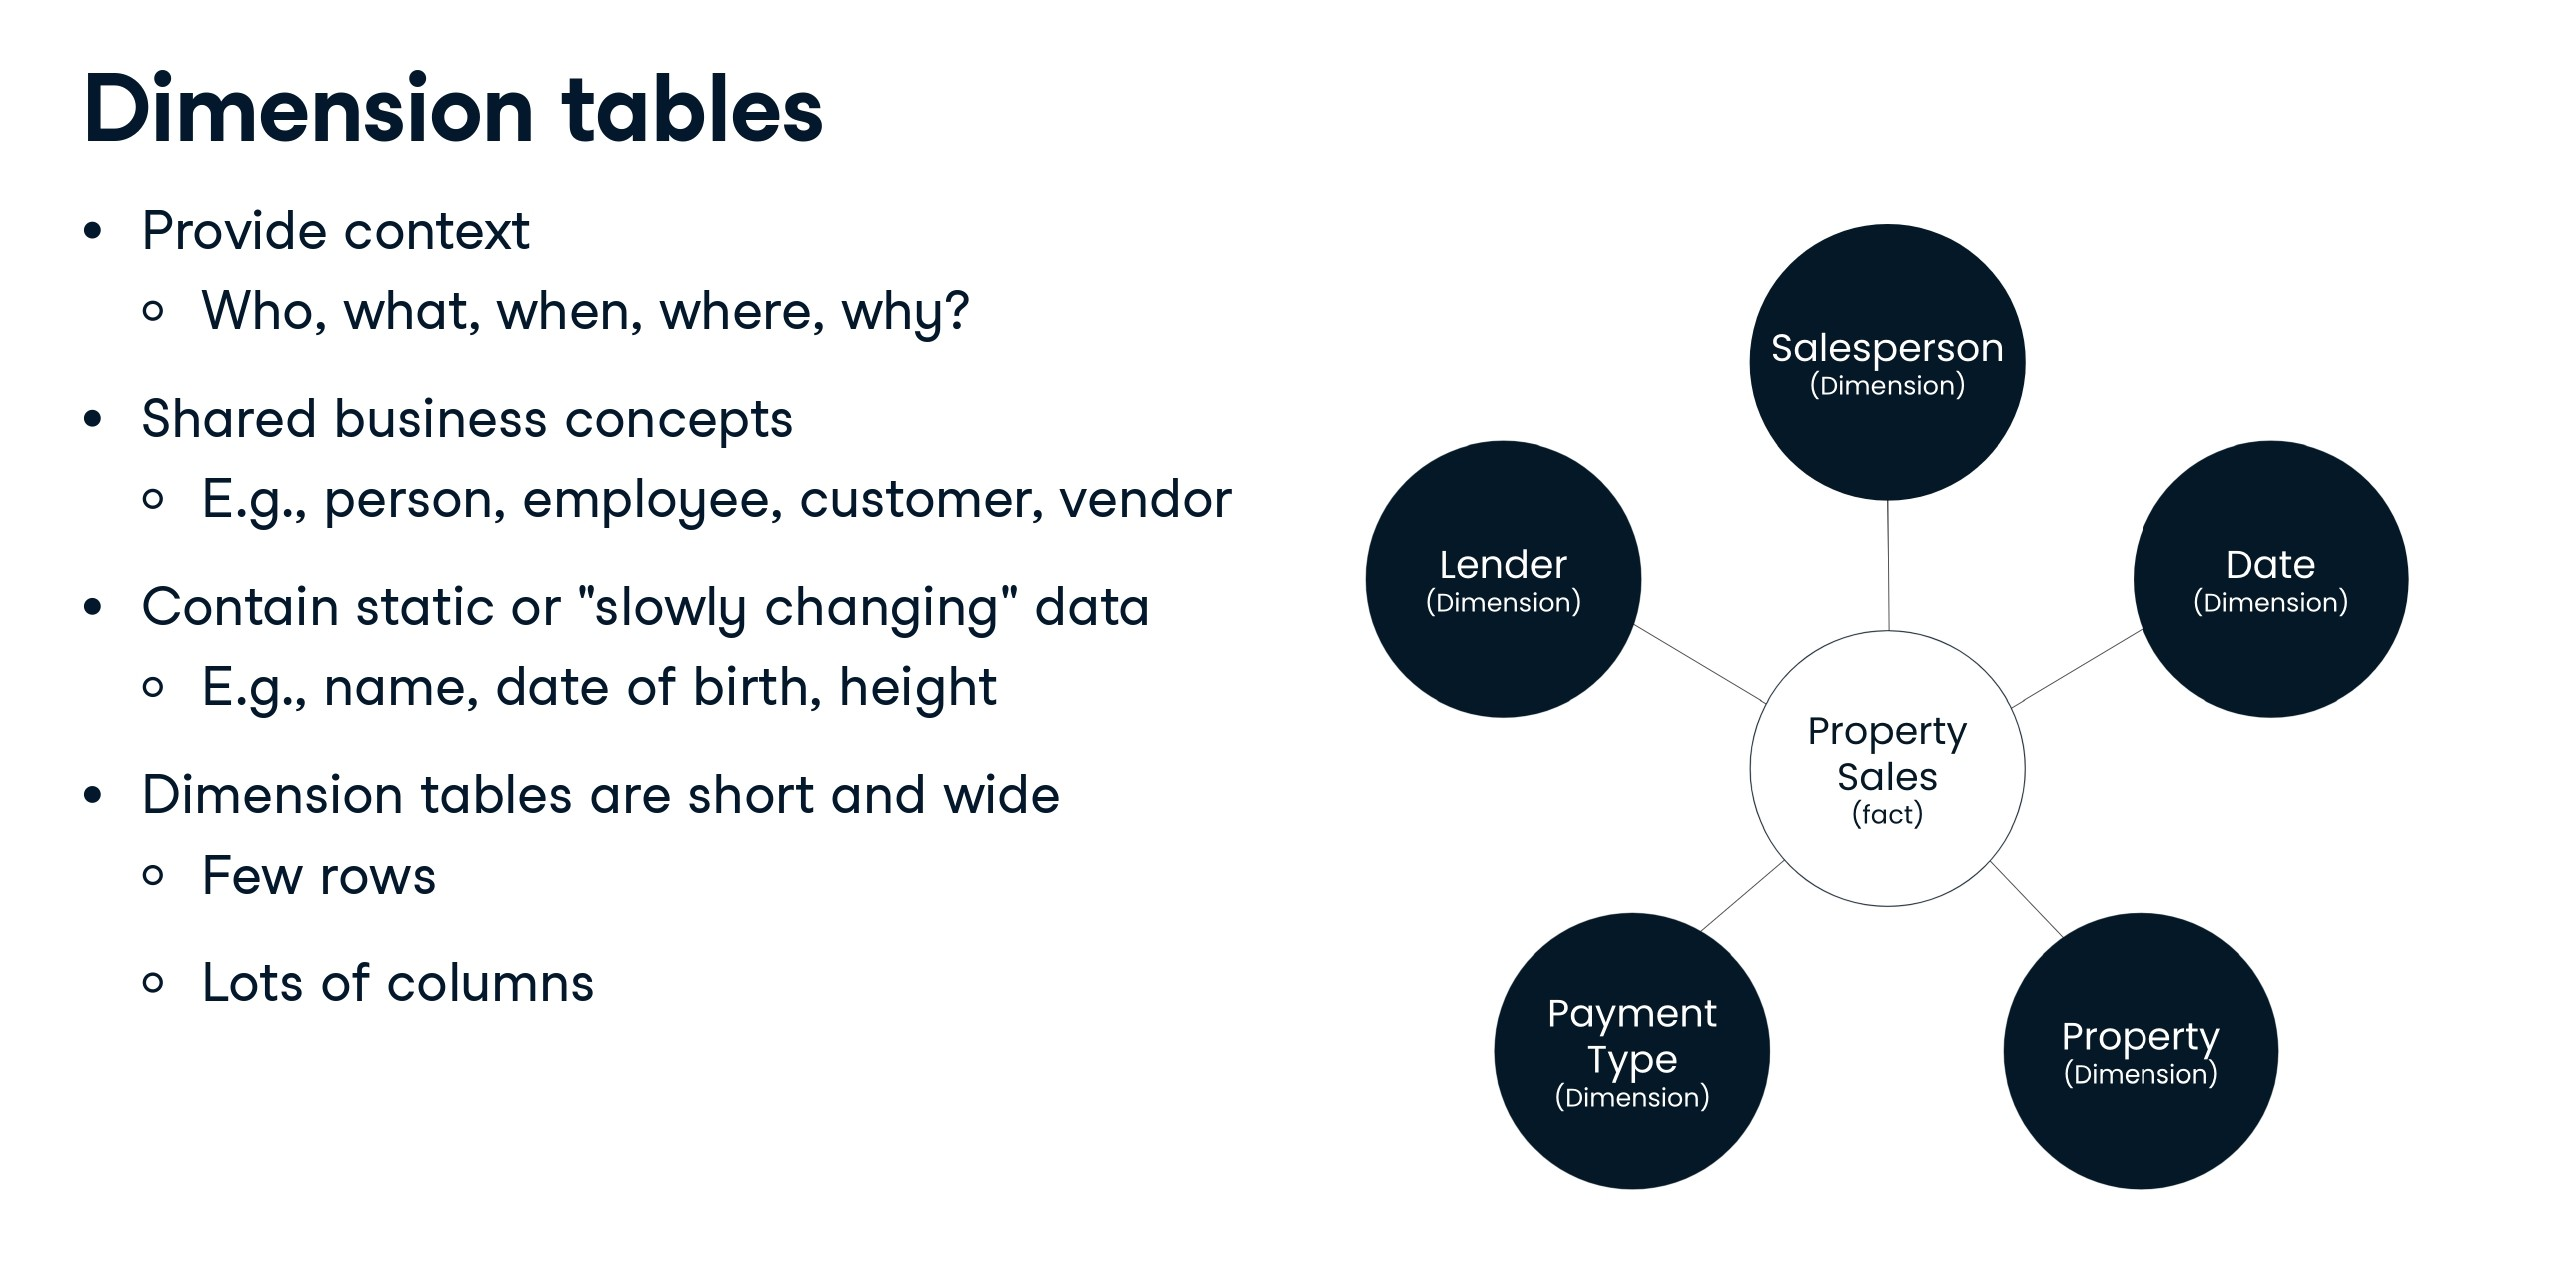 Dimension tables
• Provide context
◦ Who, what, when, where, why?
• Shared business concepts
◦ E.g., person, employee, customer, vendor
• Contain static or "slowly changing" data
◦ E.g., name, date of birth, height
• Dimension tables are short and wide
◦ Few rows
◦ Lots of columns
Salesperson
(Dimension)
Lender
(Dimension)
Date
(Dimension)
Property
Sales
(fact)
Payment
Type
(Dimension)
Property
(Dimension)